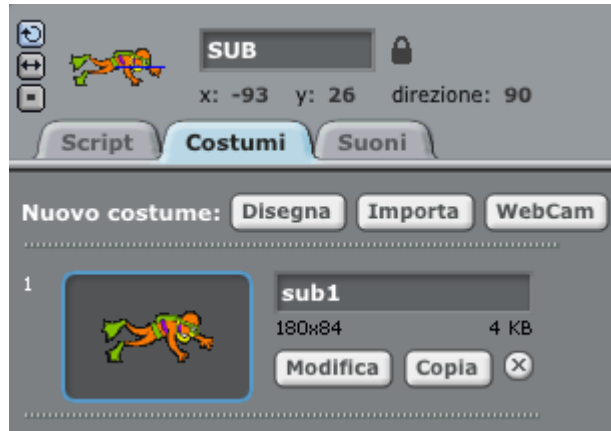 SUB
x: -93 y: 26 direzione: 90
Script Costumi Suoni
Nuovo costume: Disegna Importa WebCam
1
sub1
180x84 4 KB
Modifica Copia